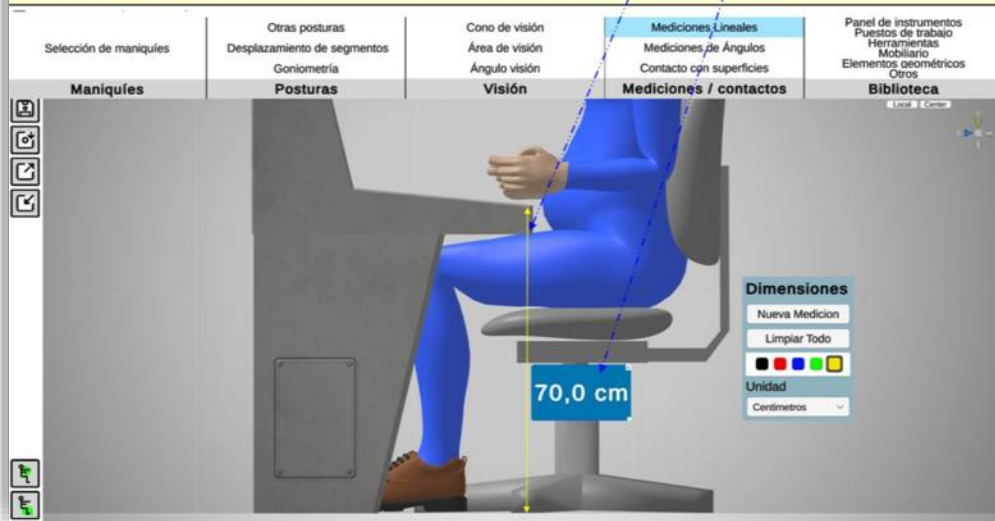 Selección de maniquíes
Maniquíes
Otras posturas
Desplazamiento de segmentos
Goniometría
Posturas
Cono de visión
Área de visión
Ángulo visión
Visión
Mediciones Lineales
Mediciones de Ángulos
Contacto con superficies
Mediciones / contactos
Panel de instrumentos
Puestos de trabajo
Herramientas
Mobiliario
Elementos geométricos
Otros
Biblioteca
Local
Center
Dimensiones
Nueva Medicion
Limpiar Todo
Unidad
Centimetros
70,0 cm